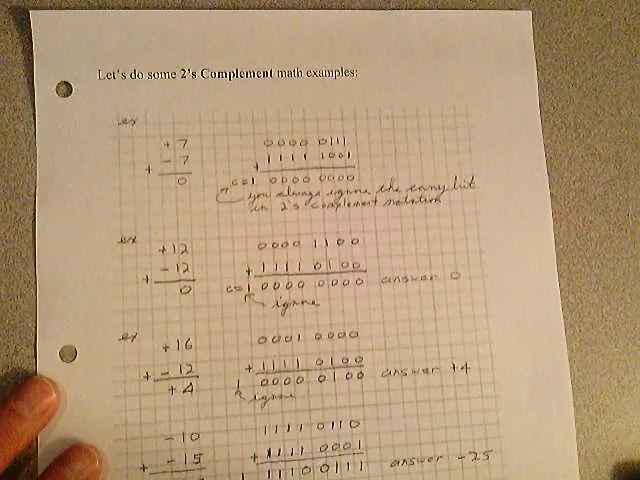 Let's do some 2's Complement math examples:
ex
+7 0000 0111
+ -7 + 1111 1001
0 c=1 0000 0000
you always ignore the carry bit
in 2's complement notation
ex
+12 0000 1100
+ -12 + 1111 0100
0 c=1 0000 0000 answer 0
ignore
ex
+16 0001 0000
+ -12 + 1111 0100
+4 1 0000 0100 answer +4
ignore
-10 1111 0110
+ -15 + 1111 0001
1 11100111 answer -25